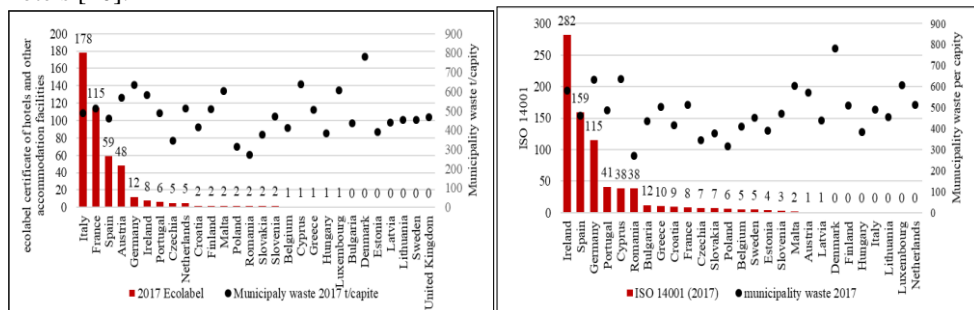 ecolabel certificate of hotels and other
accommodation facilities
200
180
160
140
120
100
80
60
40
20
0
178
115
59
48
12 8 6 5 5 2 2 2 2 2 2 2 1 1 1 1 1 0 0 0 0 0 0 0
900
800
700
600
500
400
300
200
100
0
Municipality waste t/capity
Italy
France
Spain
Austria
Germany
Ireland
Portugal
Czechia
Netherlands
Croatia
Finland
Malta
Poland
Romania
Slovakia
Slovenia
Belgium
Cyprus
Greece
Hungary
Luxembourg
Bulgaria
Denmark
Estonia
Latvia
Lithuania
Sweden
United Kingdom
2017 Ecolabel
Municipaly waste 2017 t/capite
ISO 14001
300
250
200
150
100
50
0
282
159
115
41 38 38
12 10 9 8 7 7 6 5 5 4 3 2 1 1 0 0 0 0 0 0 0
900
800
700
600
500
400
300
200
100
0
Municipality waste per capity
Ireland
Spain
Germany
Portugal
Cyprus
Romania
Bulgaria
Greece
Croatia
France
Czechia
Slovakia
Poland
Belgium
Sweden
Estonia
Slovenia
Malta
Austria
Latvia
Denmark
Finland
Hungary
Italy
Lithuania
Luxembourg
Netherlands
ISO 14001 (2017)
municipality waste 2017